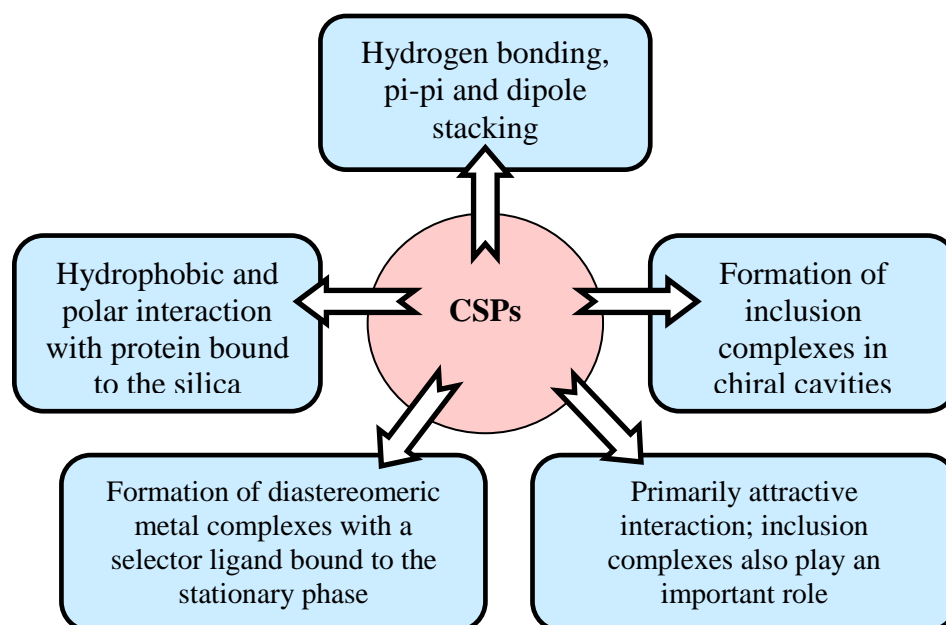 Hydrogen bonding,
pi-pi and dipole
stacking
Hydrophobic and
polar interaction
with protein bound
to the silica
CSPs
Formation of
inclusion
complexes in
chiral cavities
Formation of diastereomeric
metal complexes with a
selector ligand bound to the
stationary phase
Primarily attractive
interaction; inclusion
complexes also play an
important role